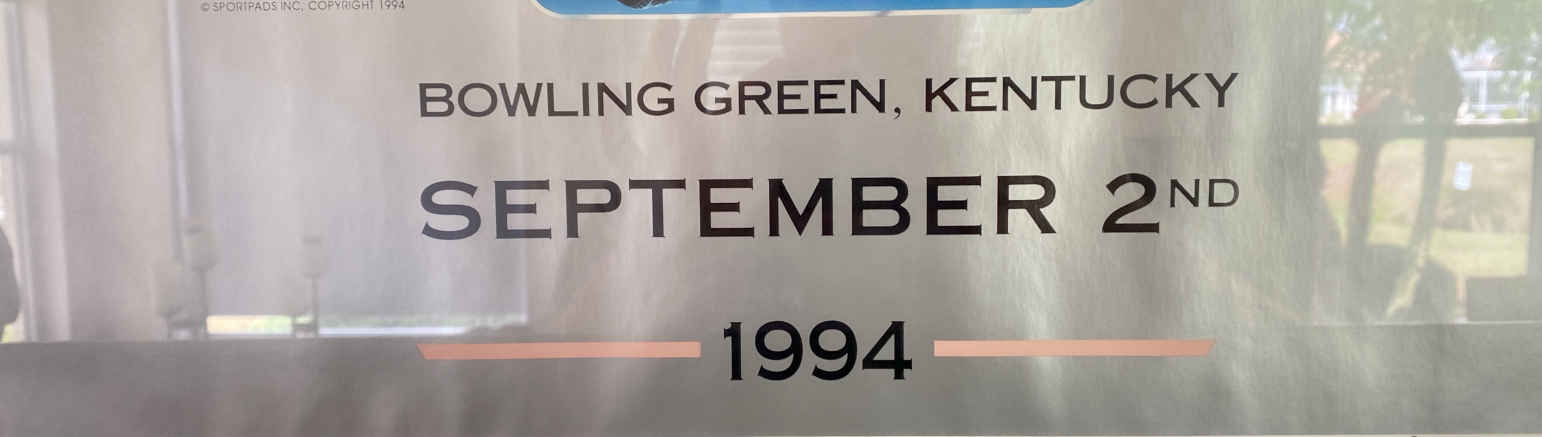 © SPORTPADS INC, COPYRIGHT 1994
BOWLING GREEN, KENTUCKY
SEPTEMBER 2ND
1994